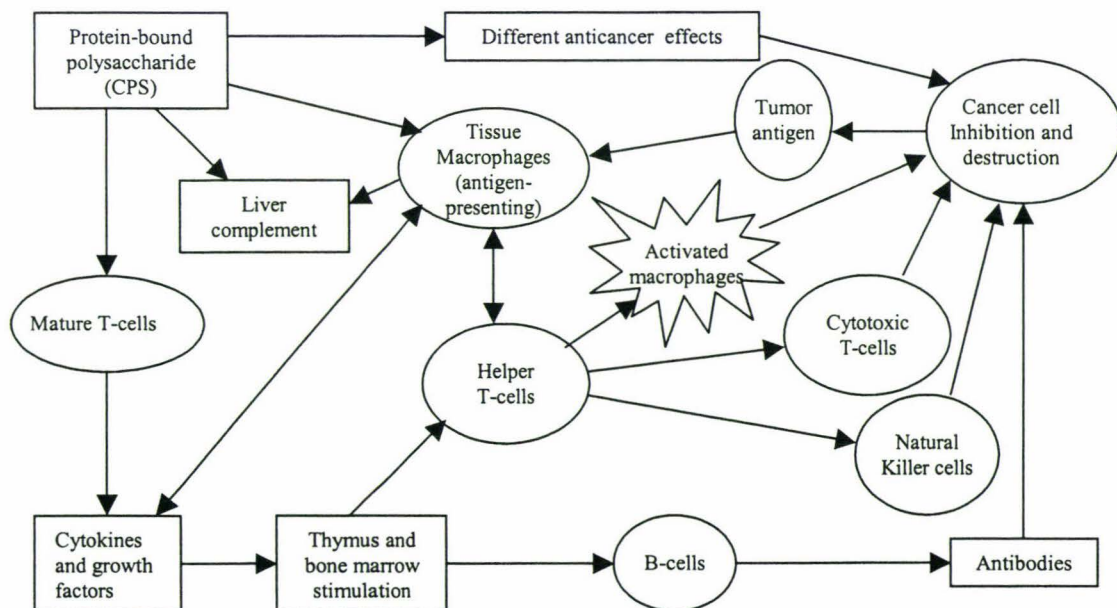 Protein-bound
polysaccharide
(CPS)
Different anticancer effects
Tumor
antigen
Cancer cell
Inhibition and
destruction
Tissue
Macrophages
(antigen-
presenting)
Liver
complement
Activated
macrophages
Mature T-cells
Cytotoxic
T-cells
Helper
T-cells
Natural
Killer cells
Cytokines
and growth
factors
Thymus and
bone marrow
stimulation
B-cells
Antibodies